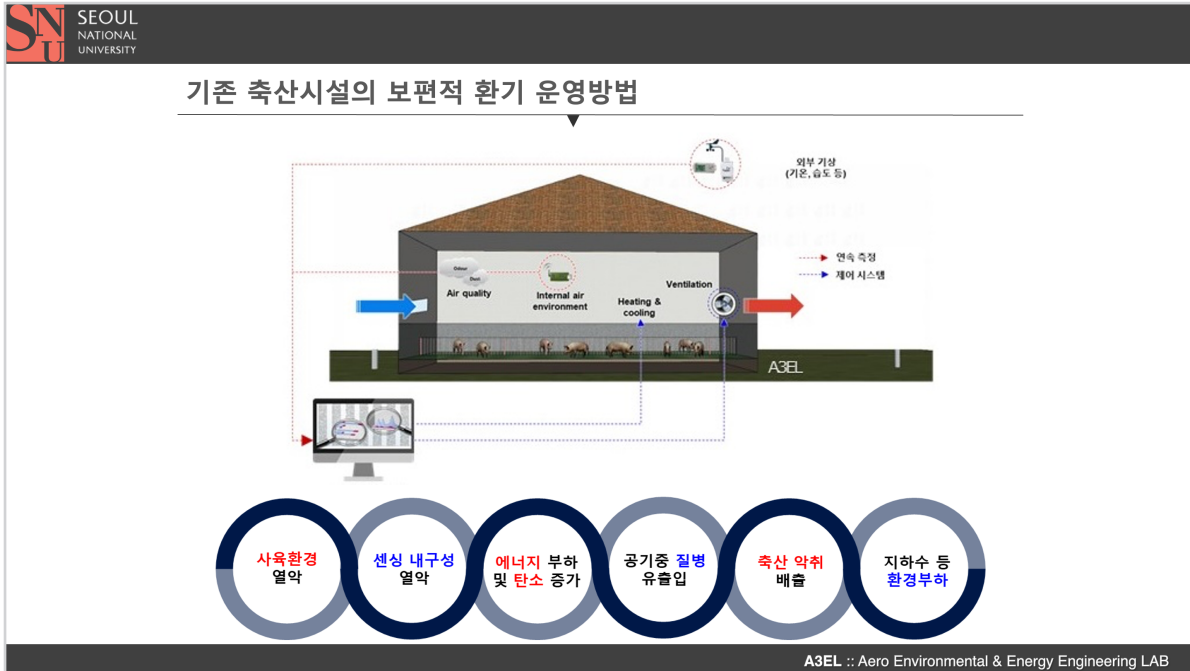 SNU
SEOUL
NATIONAL
UNIVERSITY
기존 축산시설의 보편적 환기 운영방법
외부 기상
(기온, 습도 등)
연속 측정
제어 시스템
Odour
Dust
Air quality
Internal air
environment
Heating &
cooling
Ventilation
A3EL
사육환경
열악
센싱 내구성
열악
에너지 부하
및 탄소 증가
공기중 질병
유출입
축산 악취
배출
지하수 등
환경부하
A3EL :: Aero Environmental & Energy Engineering LAB